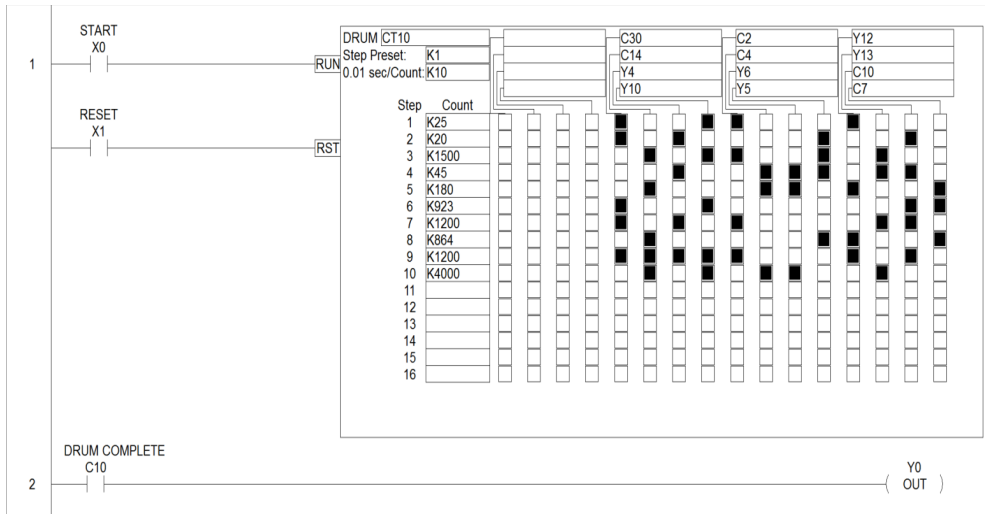 START
X0
1
RUN
RESET
X1
RST
DRUM CT10
Step Preset: K1
0.01 sec/Count: K10
C30
C14
Y4
Y10
C2
C4
Y6
Y5
Y12
Y13
C10
C7
Step Count
1 K25
2 K20
3 K1500
4 K45
5 K180
6 K923
7 K1200
8 K864
9 K1200
10 K4000
11
12
13
14
15
16
DRUM COMPLETE
C10
2
Y0
OUT